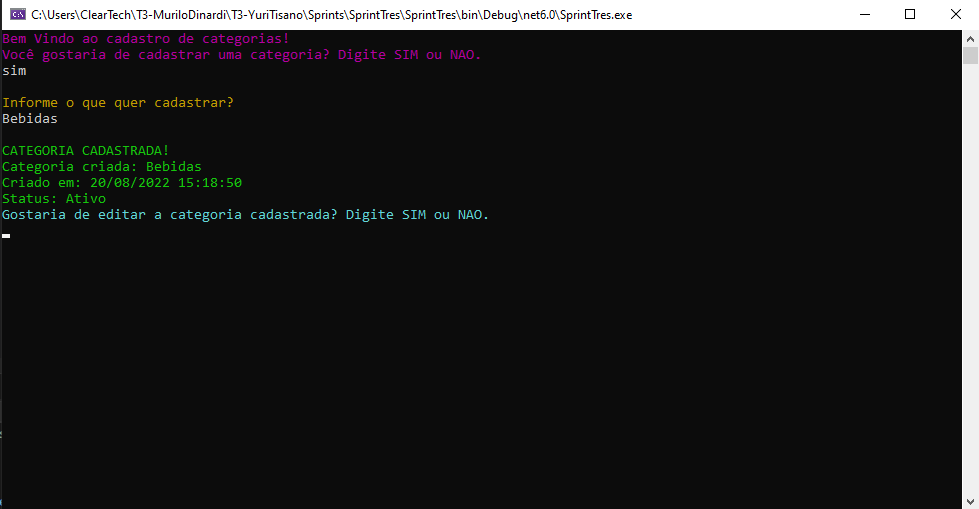 C:\Users\ClearTech\T3-MuriloDinardi\T3-YuriTisano\Sprints\SprintTres\SprintTres\bin\Debug\net6.0\SprintTres.exe
Bem Vindo ao cadastro de categorias!
Você gostaria de cadastrar uma categoria? Digite SIM ou NAO.
sim
Informe o que quer cadastrar?
Bebidas
CATEGORIA CADASTRADA!
Categoria criada: Bebidas
Criado em: 20/08/2022 15:18:50
Status: Ativo
Gostaria de editar a categoria cadastrada? Digite SIM ou NAO.